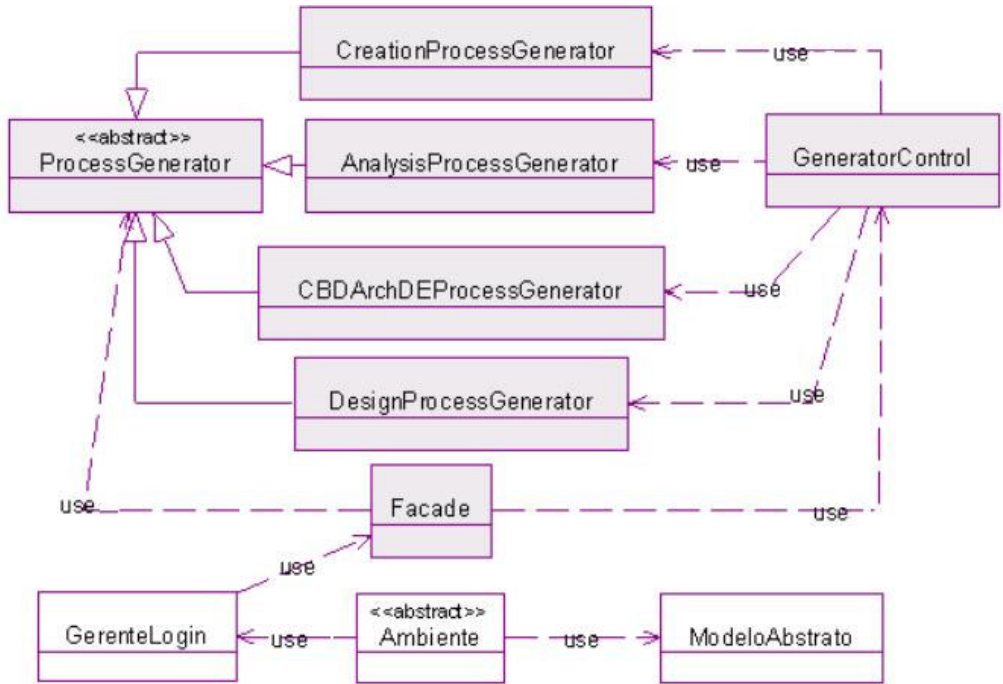 CreationProcessGenerator
use
<<abstract>>
ProcessGenerator
AnalysisProcessGenerator
use
GeneratorControl
CBDArchDEProcessGenerator
use
DesignProcessGenerator
use
use
Facade
use
use
GerenteLogin
use
<<abstract>>
Ambiente
use
ModeloAbstrato